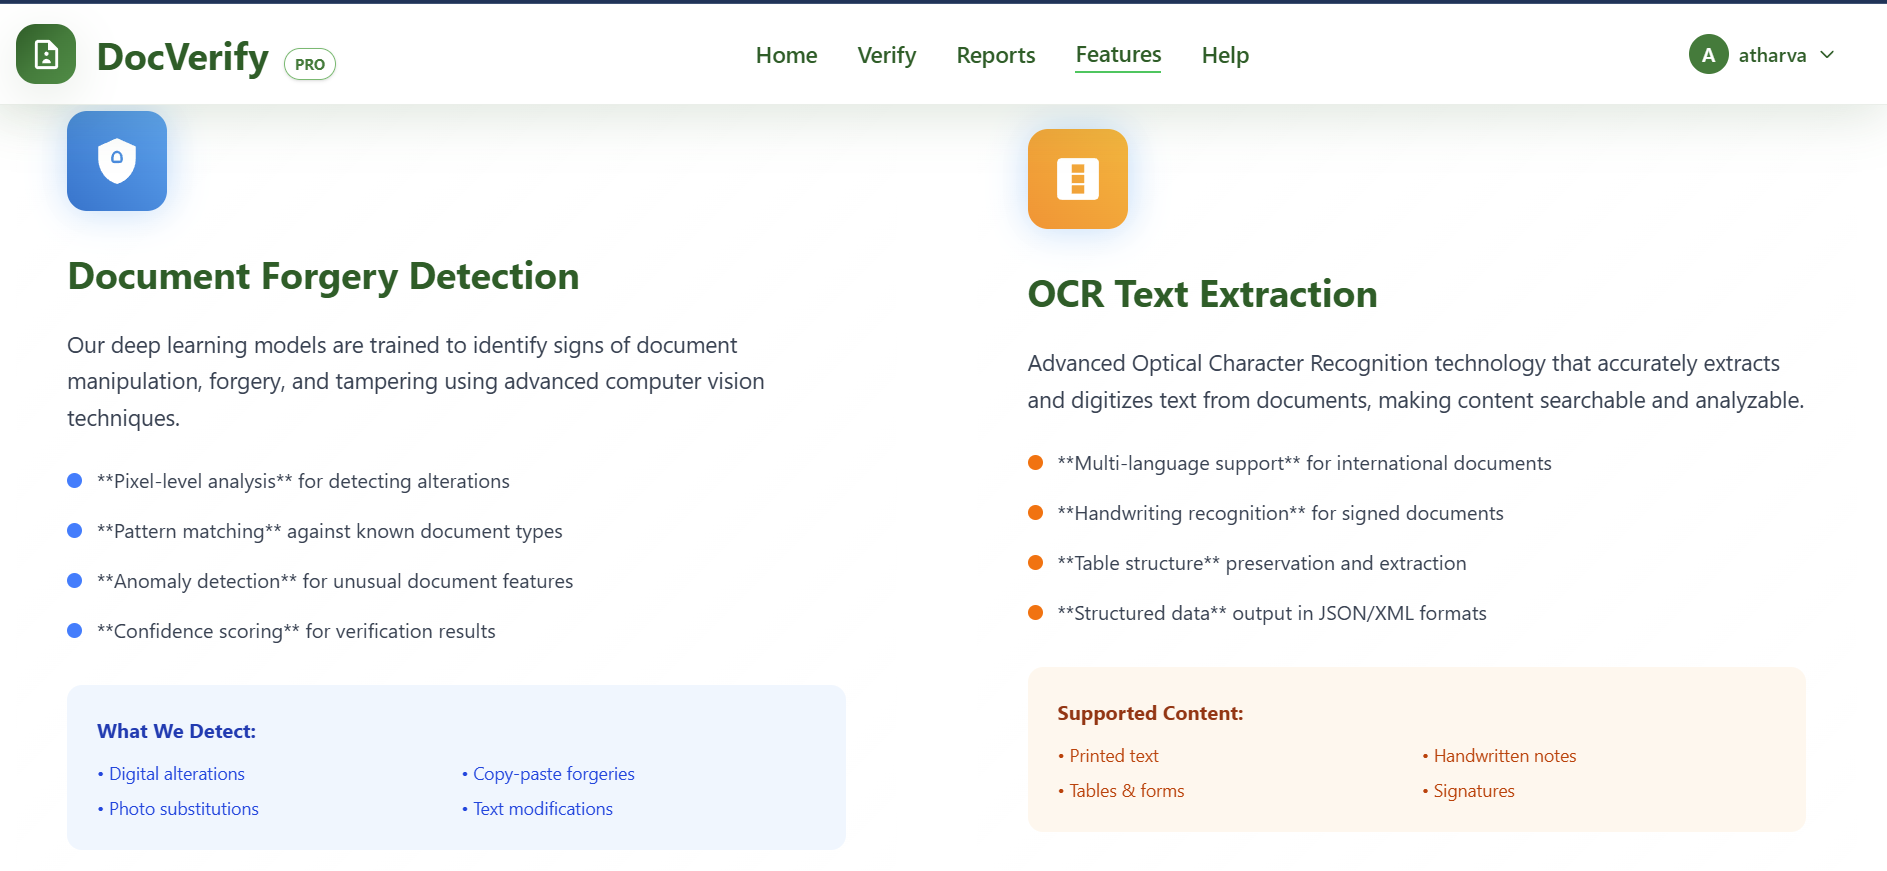 DocVerify PRO
Home Verify Reports Features Help
A atharva
Document Forgery Detection
Our deep learning models are trained to identify signs of document
manipulation, forgery, and tampering using advanced computer vision
techniques.
**Pixel-level analysis** for detecting alterations
**Pattern matching** against known document types
**Anomaly detection** for unusual document features
**Confidence scoring** for verification results
What We Detect:
• Digital alterations
• Copy-paste forgeries
• Photo substitutions
• Text modifications
OCR Text Extraction
Advanced Optical Character Recognition technology that accurately extracts
and digitizes text from documents, making content searchable and analyzable.
**Multi-language support** for international documents
**Handwriting recognition** for signed documents
**Table structure** preservation and extraction
**Structured data** output in JSON/XML formats
Supported Content:
• Printed text
• Handwritten notes
• Tables & forms
• Signatures